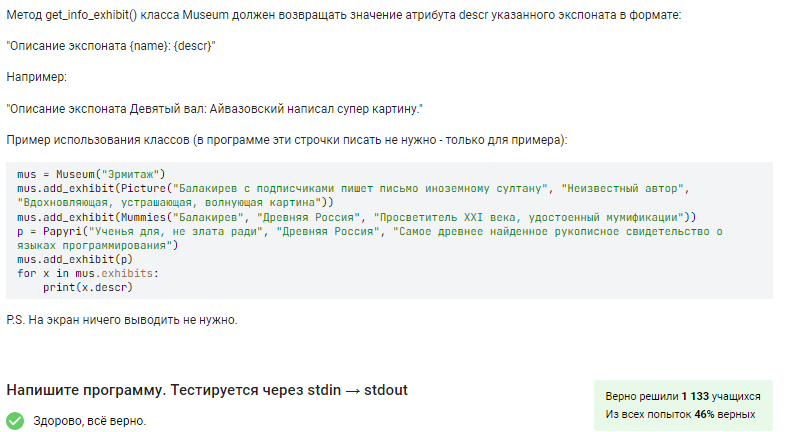 Метод get_info_exhibit() класса Museum должен возвращать значение атрибута descr указанного экспоната в формате:
"Описание экспоната {name}: {descr}"
Например:
"Описание экспоната Девятый вал: Айвазовский написал супер картину."
Пример использования классов (в программе эти строчки писать не нужно - только для примера):
mus = Museum("Эрмитаж")
mus.add_exhibit(Picture("Балакирев с подписчиками пишет письмо иноземному султану", "Неизвестный автор",
"Вдохновляющая, устрашающая, волнующая картина"))
mus.add_exhibit(Mummies("Балакирев", "Древняя Россия", "Просветитель XXI века, удостоенный мумификации"))
p = Papyri("Ученья для, не злата ради", "Древняя Россия", "Самое древнее найденное рукописное свидетельство о
языках программирования")
mus.add_exhibit(p)
for x in mus.exhibits:
    print(x.descr)
P.S. На экран ничего выводить не нужно.
Напишите программу. Тестируется через stdin → stdout
Верно решили 1 133 учащихся
Из всех попыток 46% верных
Здорово, всё верно.